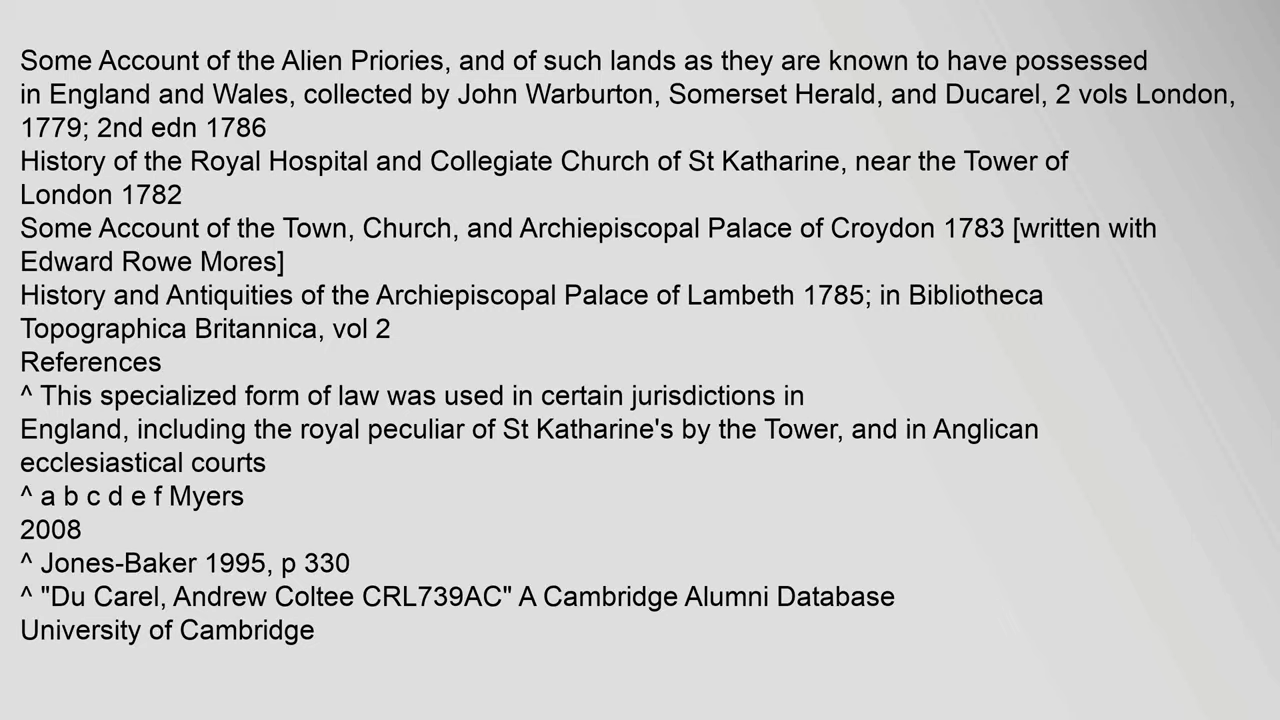 Some Account of the Alien Priories, and of such lands as they are known to have possessed
in England and Wales, collected by John Warburton, Somerset Herald, and Ducarel, 2 vols London,
1779; 2nd edn 1786
History of the Royal Hospital and Collegiate Church of St Katharine, near the Tower of
London 1782
Some Account of the Town, Church, and Archiepiscopal Palace of Croydon 1783 [written with
Edward Rowe Mores]
History and Antiquities of the Archiepiscopal Palace of Lambeth 1785; in Bibliotheca
Topographica Britannica, vol 2
References
^ This specialized form of law was used in certain jurisdictions in
England, including the royal peculiar of St Katharine's by the Tower, and in Anglican
ecclesiastical courts
^ a b c d e f Myers
2008
^ Jones-Baker 1995, p 330
^ "Du Carel, Andrew Coltee CRL739AC" A Cambridge Alumni Database
University of Cambridge